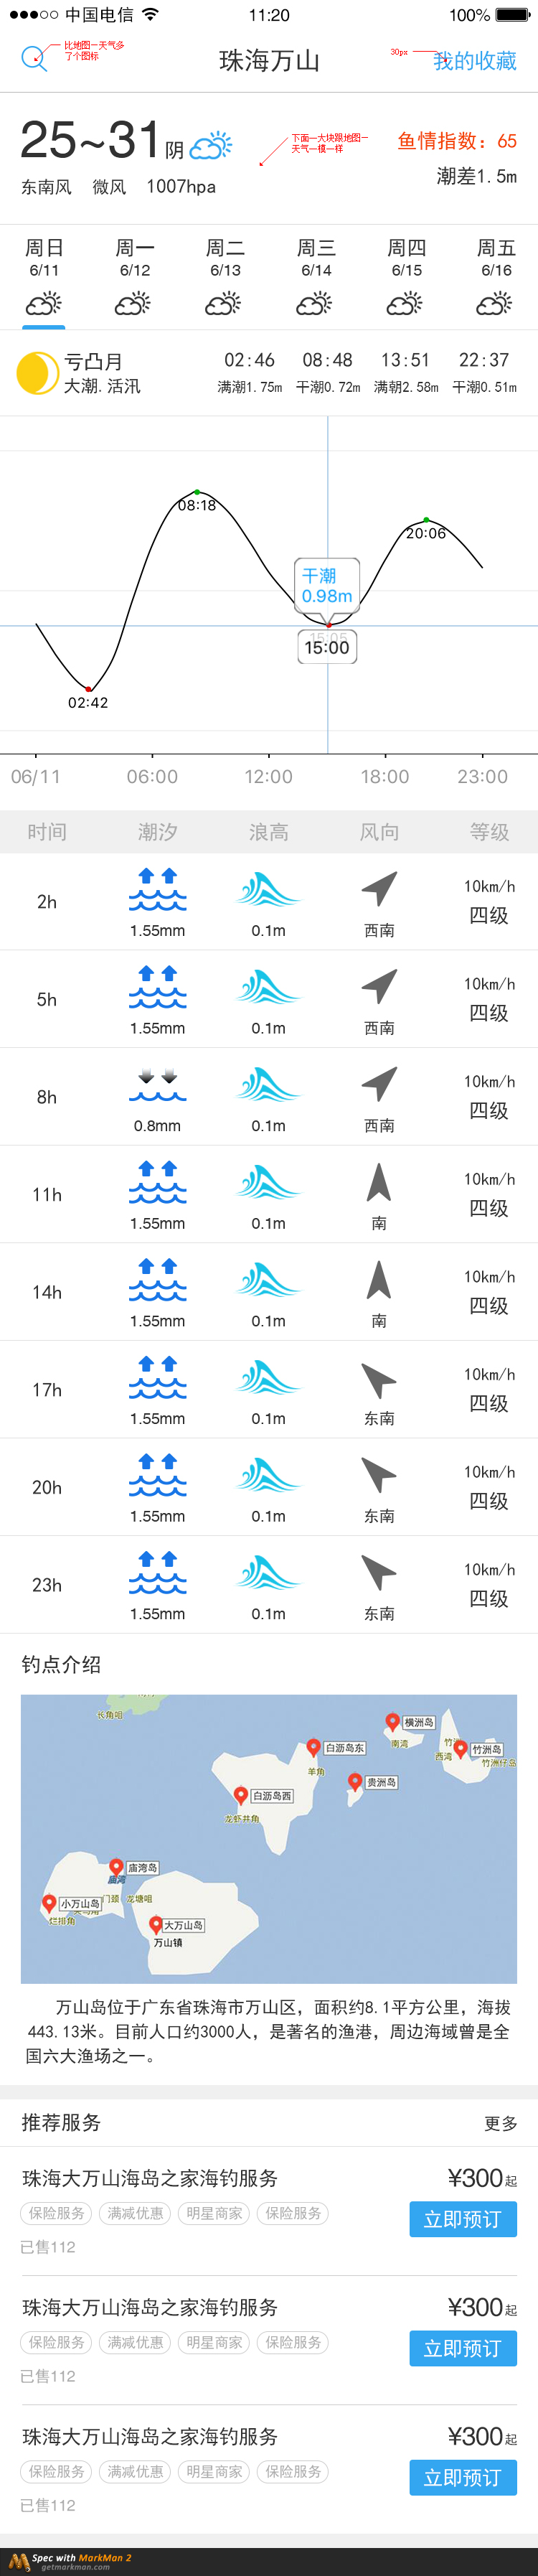 中国电信 11:20 100%
比地图一天气多
了个图标
珠海万山
30px
我的收藏
25~31 阴
下面一大块跟地图一
天气一模一样
鱼情指数：65
东南风 微风 1007hpa
潮差1.5m
周日 周一 周二 周三 周四 周五
6/11 6/12 6/13 6/14 6/15 6/16
亏凸月
大潮.活汛
02:46 08:48 13:51 22:37
满潮1.75m 干潮0.72m 满朝2.58m 干潮0.51m
08:18
20:06
干潮
0.98m
15:05
15:00
02:42
06/11 06:00 12:00 18:00 23:00
时间 潮汐 浪高 风向 等级
2h 1.55mm 0.1m 西南 10km/h 四级
5h 1.55mm 0.1m 西南 10km/h 四级
8h 0.8mm 0.1m 西南 10km/h 四级
11h 1.55mm 0.1m 南 10km/h 四级
14h 1.55mm 0.1m 南 10km/h 四级
17h 1.55mm 0.1m 东南 10km/h 四级
20h 1.55mm 0.1m 东南 10km/h 四级
23h 1.55mm 0.1m 东南 10km/h 四级
钓点介绍
长角咀
横洲岛
南湾
竹洲岛
西湾
竹洲仔岛
白沥岛东
羊角
贵洲岛
白沥岛西
龙虾井角
庙湾岛
庙湾
小万山岛
门颈 龙塘咀
烂排角
大万山岛
万山镇
万山岛位于广东省珠海市万山区，面积约8.1平方公里，海拔
443.13米。目前人口约3000人，是著名的渔港，周边海域曾是全
国六大渔场之一。
推荐服务 更多
珠海大万山海岛之家海钓服务 ¥300起
保险服务 满减优惠 明星商家 保险服务 立即预订
已售112
珠海大万山海岛之家海钓服务 ¥300起
保险服务 满减优惠 明星商家 保险服务 立即预订
已售112
珠海大万山海岛之家海钓服务 ¥300起
保险服务 满减优惠 明星商家 保险服务 立即预订
已售112
Spec with MarkMan 2
getmarkman.com